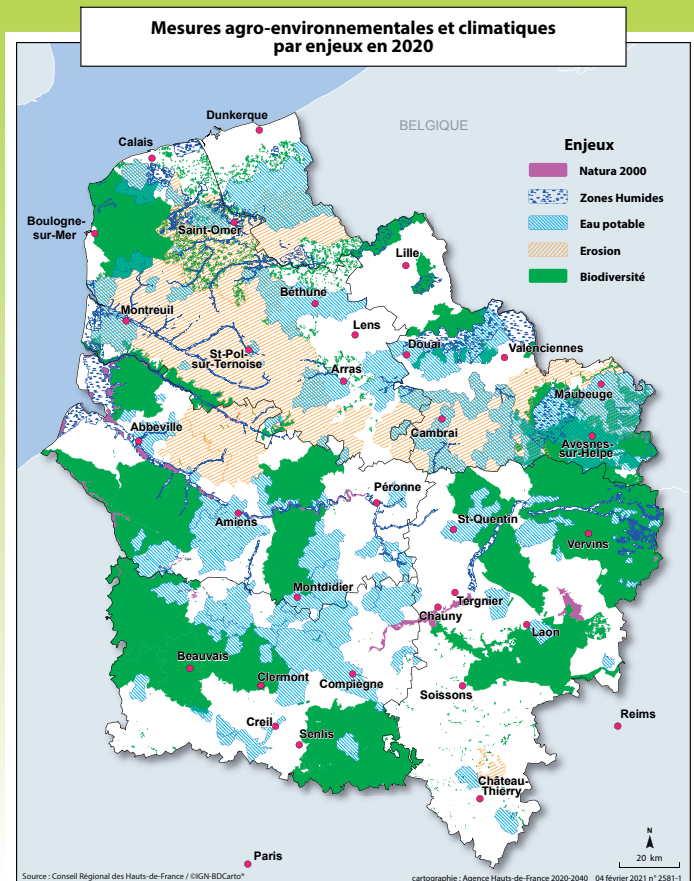 Mesures agro-environnementales et climatiques
par enjeux en 2020
Dunkerque
BELGIQUE
Calais
Enjeux
Natura 2000
Zones Humides
Eau potable
Erosion
Biodiversité
Boulogne-
sur-Mer
Saint-Omer
Lille
Béthune
Montreuil
Lens
Douai
Valenciennes
St-Pol
sur-Ternoise
Arras
Maubeuge
Abbeville
Cambrai
Avesnes-
sur-Helpe
Péronne
Amiens
St-Quentin
Vervins
Montdidier
Tergnier
Chauny
Laon
Beauvais
Clermont
Compiègne
Soissons
Creil
Senlis
Reims
Château-
Thierry
Paris
N
20 km
Source : Conseil Régional des Hauts-de-France / ©IGN-BDCarto®
cartographie : Agence Hauts-de-France 2020-2040 04 février 2021 n° 2581-1